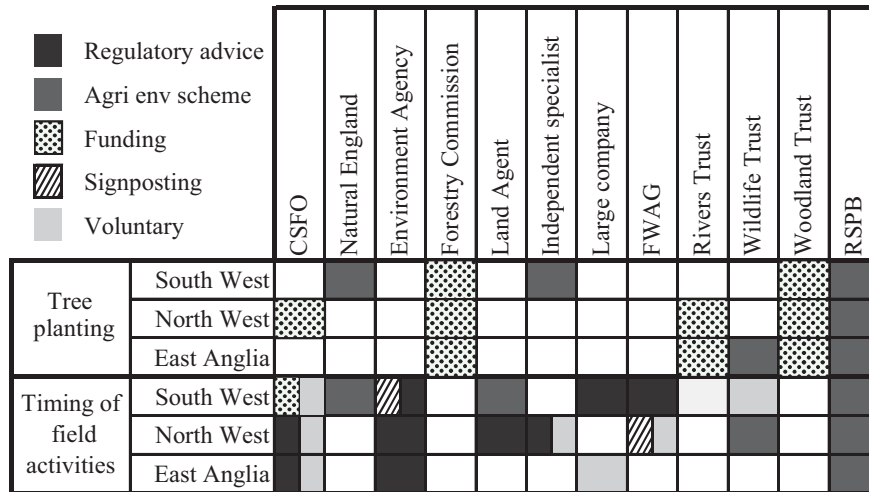 Regulatory advice
Agri env scheme
Funding
Signposting
Voluntary
CSFO
Natural England
Environment Agency
Forestry Commission
Land Agent
Independent specialist
Large company
FWAG
Rivers Trust
Wildlife Trust
Woodland Trust
RSPB
Tree
planting
South West
North West
East Anglia
Timing of
field
activities
South West
North West
East Anglia